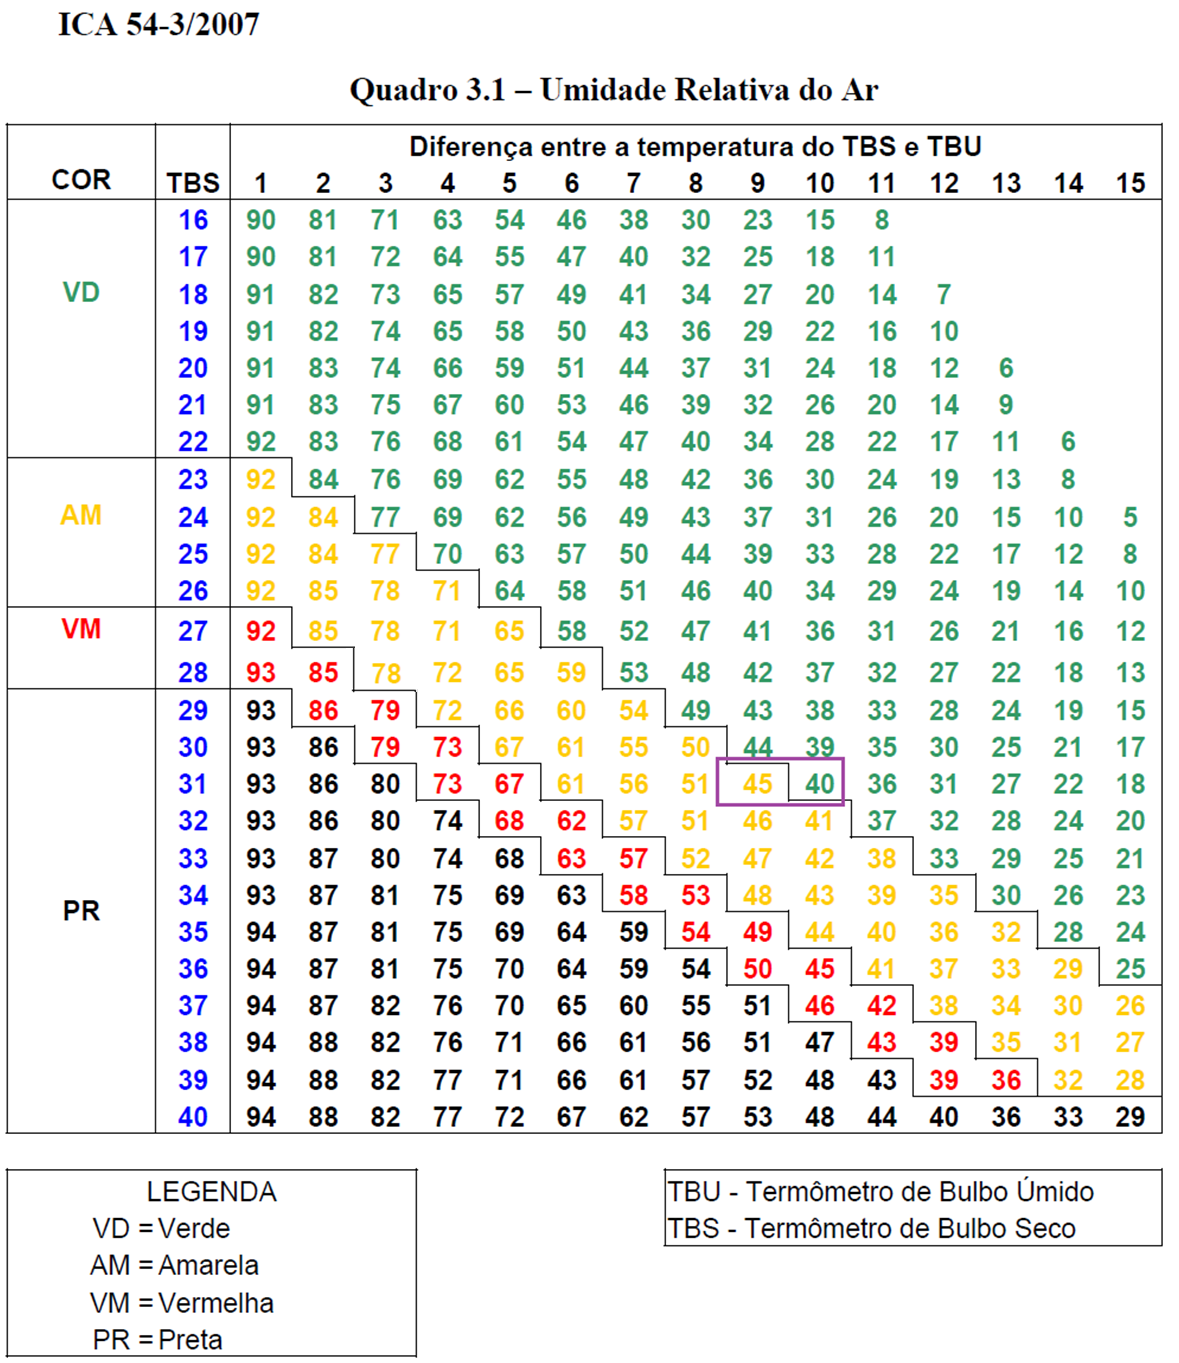 ICA 54-3/2007
Quadro 3.1 – Umidade Relativa do Ar
COR TBS Diferença entre a temperatura do TBS e TBU
1 2 3 4 5 6 7 8 9 10 11 12 13 14 15
16 90 81 71 63 54 46 38 30 23 15 8
17 90 81 72 64 55 47 40 32 25 18 11
VD 18 91 82 73 65 57 49 41 34 27 20 14 7
19 91 82 74 65 58 50 43 36 29 22 16 10
20 91 83 74 66 59 51 44 37 31 24 18 12 6
21 91 83 75 67 60 53 46 39 32 26 20 14 9
22 92 83 76 68 61 54 47 40 34 28 22 17 11 6
23 92 84 76 69 62 55 48 42 36 30 24 19 13 8
AM 24 92 84 77 69 62 56 49 43 37 31 26 20 15 10 5
25 92 84 77 70 63 57 50 44 39 33 28 22 17 12 8
26 92 85 78 71 64 58 51 46 40 34 29 24 19 14 10
VM 27 92 85 78 71 65 58 52 47 41 36 31 26 21 16 12
28 93 85 78 72 65 59 53 48 42 37 32 27 22 18 13
29 93 86 79 72 66 60 54 49 43 38 33 28 24 19 15
30 93 86 79 73 67 61 55 50 44 39 35 30 25 21 17
31 93 86 80 73 67 61 56 51 45 40 36 31 27 22 18
32 93 86 80 74 68 62 57 51 46 41 37 32 28 24 20
33 93 87 80 74 68 63 57 52 47 42 38 33 29 25 21
PR 34 93 87 81 75 69 63 58 53 48 43 39 35 30 26 23
35 94 87 81 75 69 64 59 54 49 44 40 36 32 28 24
36 94 87 81 75 70 64 59 54 50 45 41 37 33 29 25
37 94 87 82 76 70 65 60 55 51 46 42 38 34 30 26
38 94 88 82 76 71 66 61 56 51 47 43 39 35 31 27
39 94 88 82 77 71 66 61 57 52 48 43 39 36 32 28
40 94 88 82 77 72 67 62 57 53 48 44 40 36 33 29
LEGENDA
VD = Verde
AM = Amarela
VM = Vermelha
PR = Preta
TBU - Termômetro de Bulbo Úmido
TBS - Termômetro de Bulbo Seco